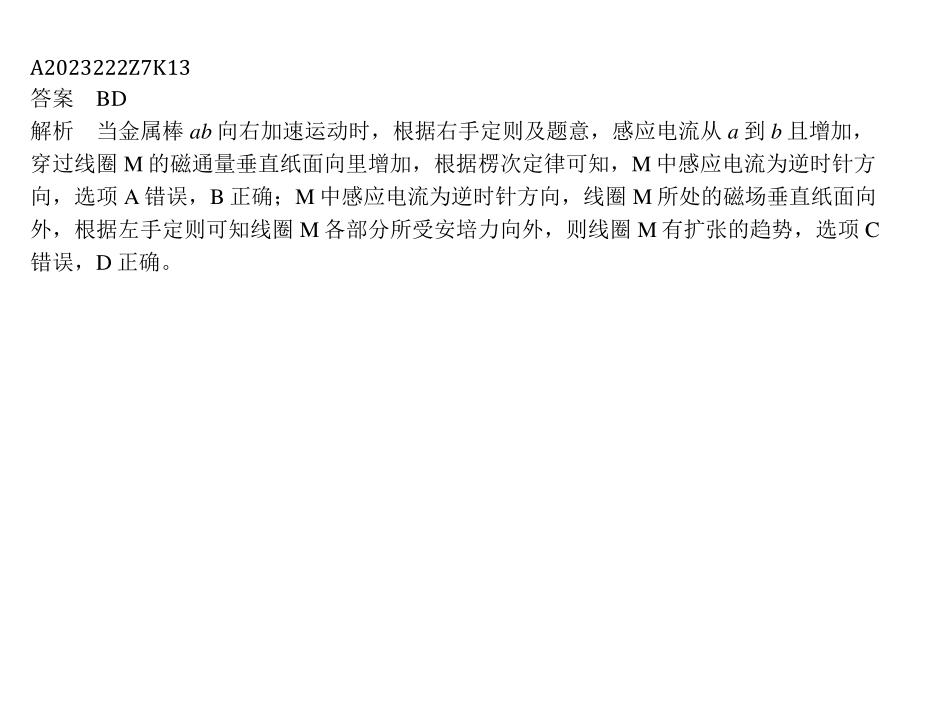 A2023222Z7K13
答案 BD
解析 当金属棒 ab 向右加速运动时，根据右手定则及题意，感应电流从 a 到 b 且增加，
穿过线圈 M 的磁通量垂直纸面向里增加，根据楞次定律可知，M 中感应电流为逆时针方
向，选项 A 错误，B 正确；M 中感应电流为逆时针方向，线圈 M 所处的磁场垂直纸面向
外，根据左手定则可知线圈 M 各部分所受安培力向外，则线圈 M 有扩张的趋势，选项 C
错误，D 正确。